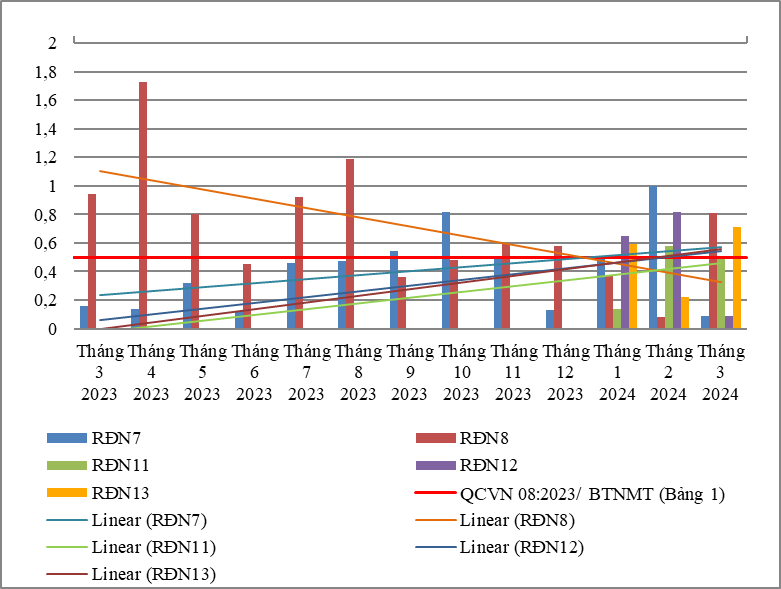 2
1,8
1,6
1,4
1,2
1
0,8
0,6
0,4
0,2
0
Tháng Tháng Tháng Tháng Tháng Tháng Tháng Tháng Tháng Tháng Tháng Tháng Tháng
3 4 5 6 7 8 9 10 11 12 1 2 3
2023 2023 2023 2023 2023 2023 2023 2023 2023 2023 2024 2024 2024
RĐN7 RĐN8
RĐN11 RĐN12
RĐN13 QCVN 08:2023/ BTNMT (Bảng 1)
Linear (RĐN7) Linear (RĐN8)
Linear (RĐN11) Linear (RĐN12)
Linear (RĐN13)